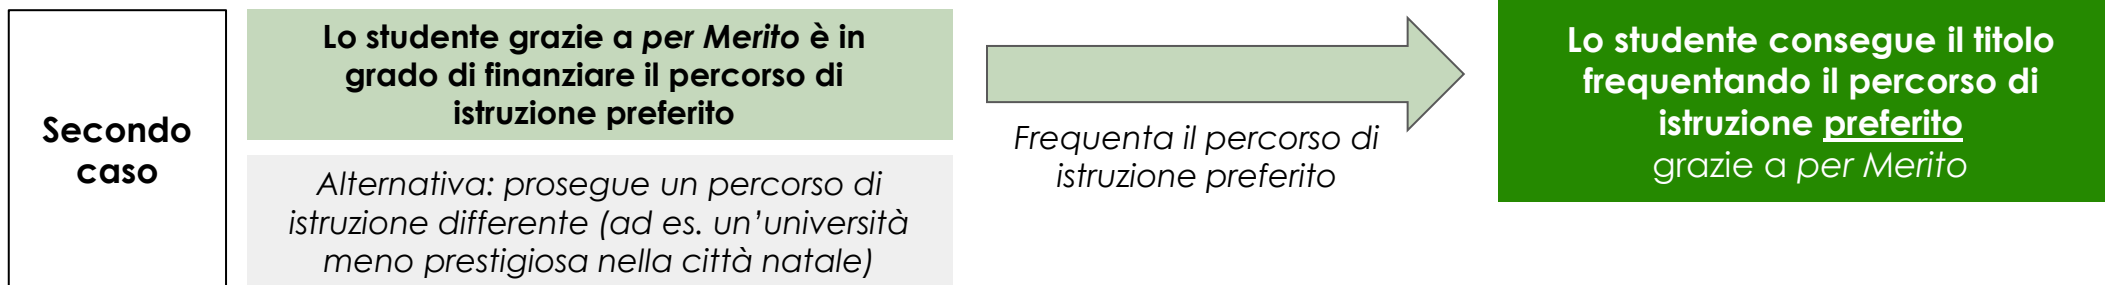 Secondo
caso
Lo studente grazie a per Merito è in
grado di finanziare il percorso di
istruzione preferito
Alternativa: prosegue un percorso di
istruzione differente (ad es. un’università
meno prestigiosa nella città natale)
Frequenta il percorso di
istruzione preferito
Lo studente consegue il titolo
frequentando il percorso di
istruzione preferito
grazie a per Merito